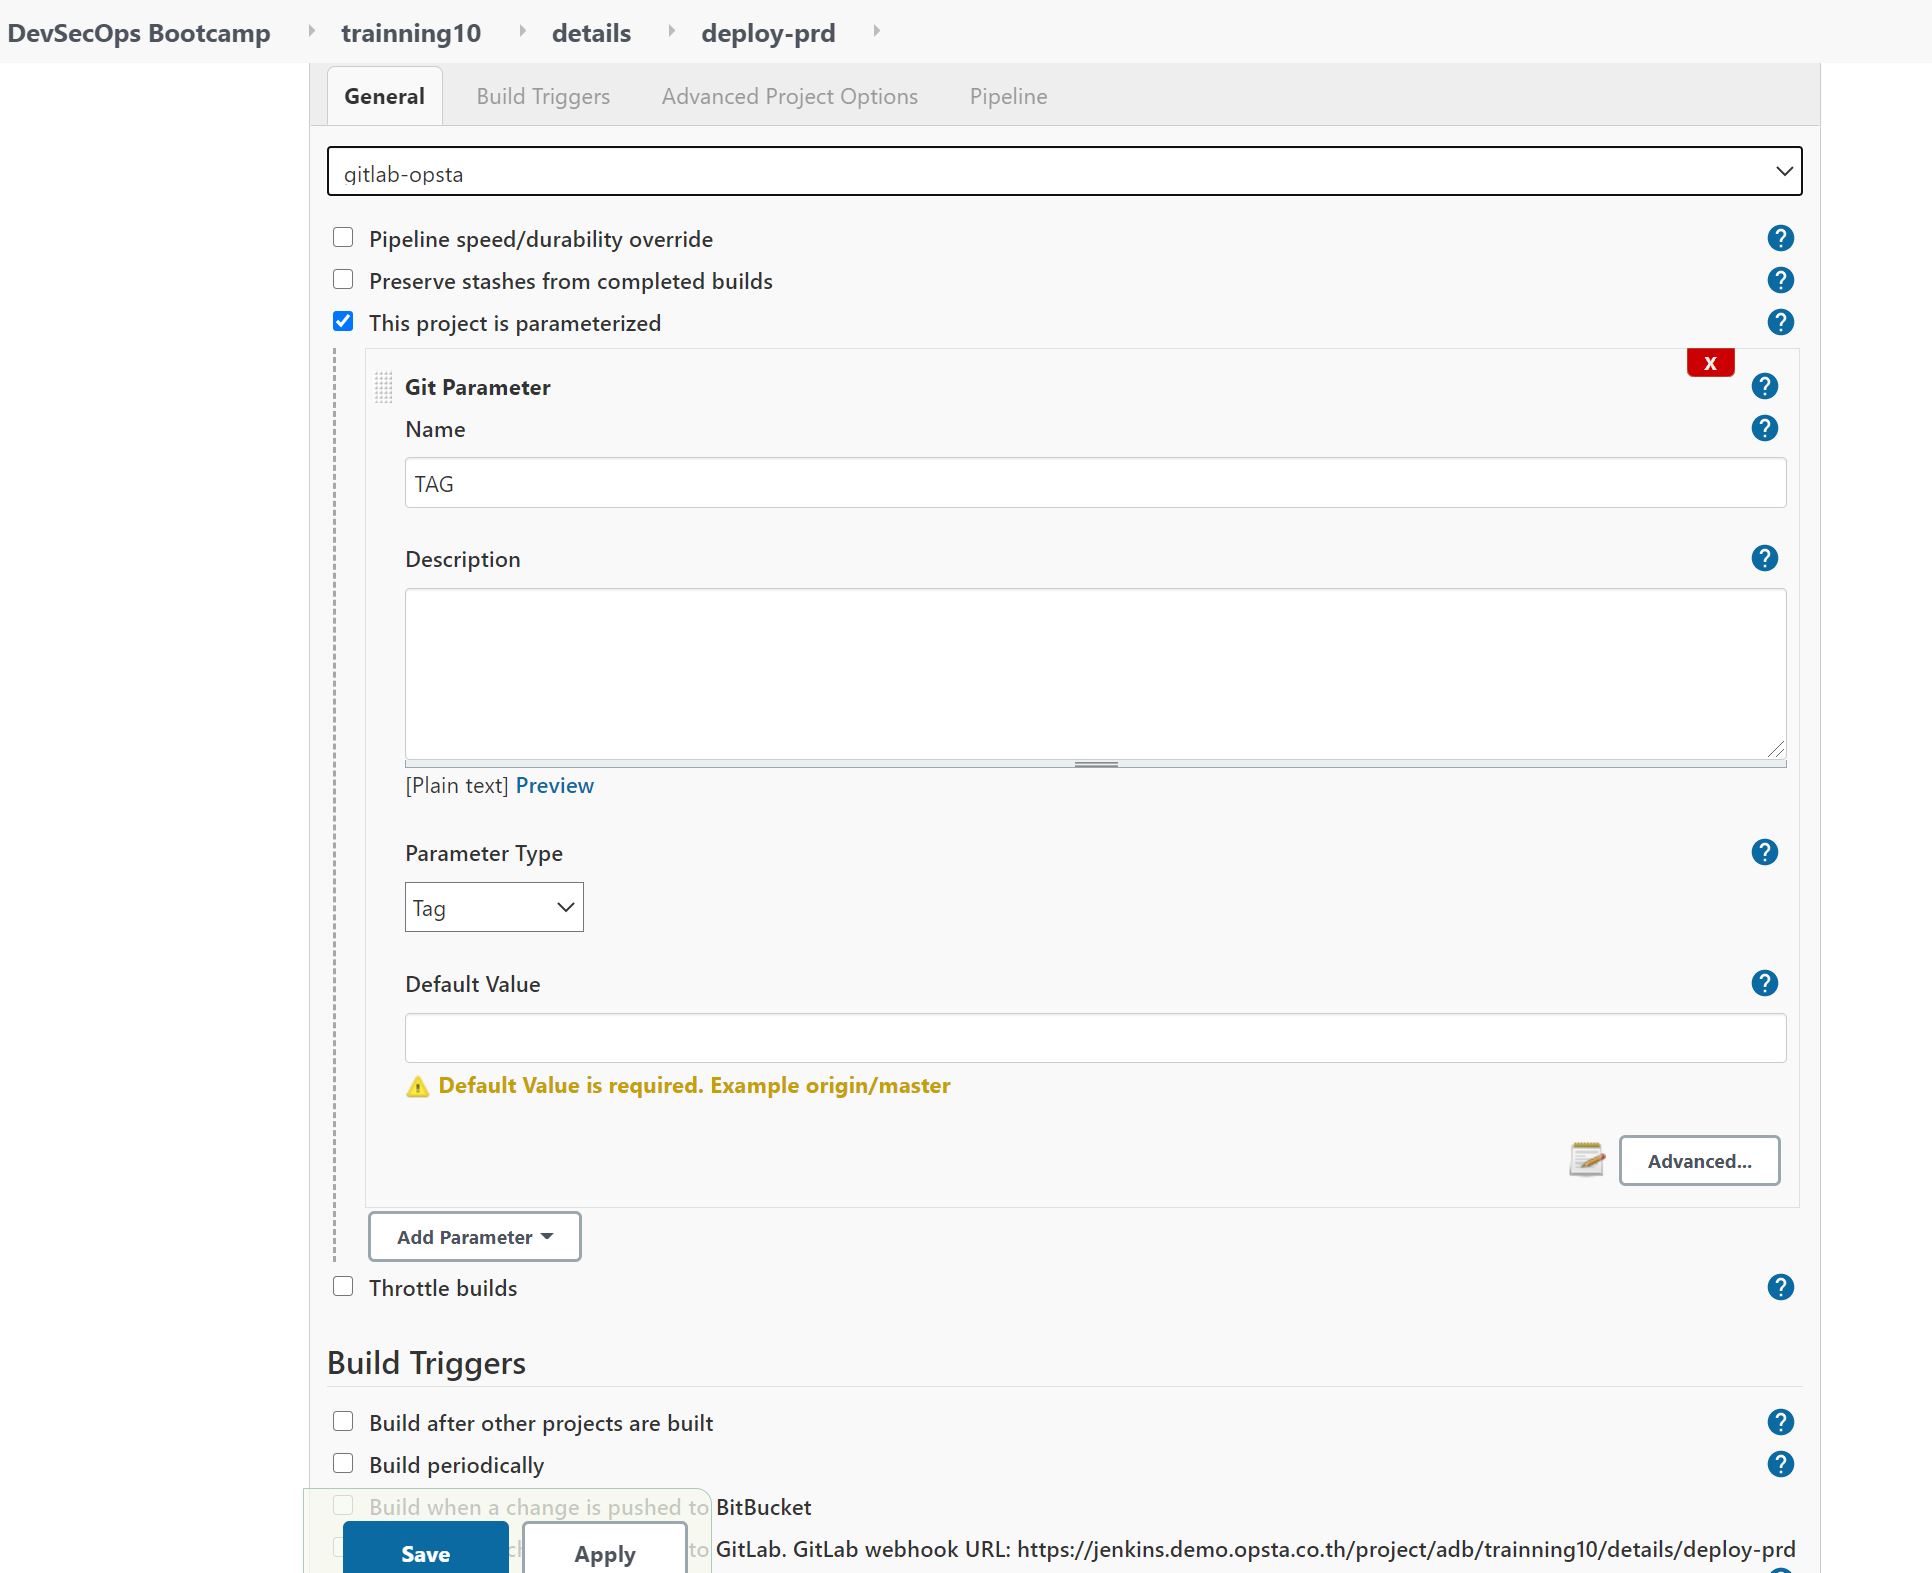 DevSecOps Bootcamp trainning10 details deploy-prd
General Build Triggers Advanced Project Options Pipeline
gitlab-opsta
Pipeline speed/durability override
Preserve stashes from completed builds
This project is parameterized
X
Git Parameter
Name
TAG
Description
[Plain text] Preview
Parameter Type
Tag
Default Value
Default Value is required. Example origin/master
Advanced...
Add Parameter
Throttle builds
Build Triggers
Build after other projects are built
Build periodically
Build when a change is pushed to BitBucket
to GitLab. GitLab webhook URL: https://jenkins.demo.opsta.co.th/project/adb/trainning10/details/deploy-prd
Save Apply